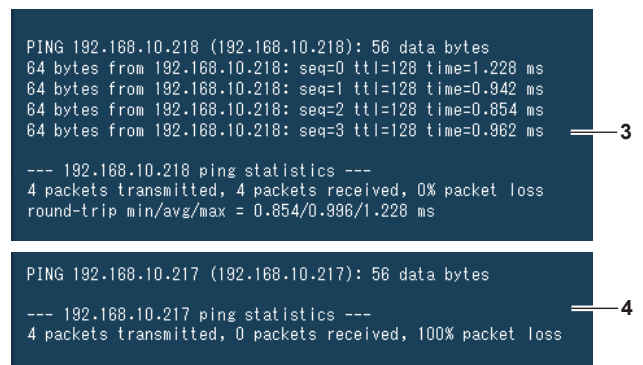 PING 192.168.10.218 (192.168.10.218): 56 data bytes
64 bytes from 192.168.10.218: seq=0 ttl=128 time=1.228 ms
64 bytes from 192.168.10.218: seq=1 ttl=128 time=0.942 ms
64 bytes from 192.168.10.218: seq=2 ttl=128 time=0.854 ms
64 bytes from 192.168.10.218: seq=3 ttl=128 time=0.962 ms
3
--- 192.168.10.218 ping statistics ---
4 packets transmitted, 4 packets received, 0% packet loss
round-trip min/avg/max = 0.854/0.996/1.228 ms
PING 192.168.10.217 (192.168.10.217): 56 data bytes
4
--- 192.168.10.217 ping statistics ---
4 packets transmitted, 0 packets received, 100% packet loss